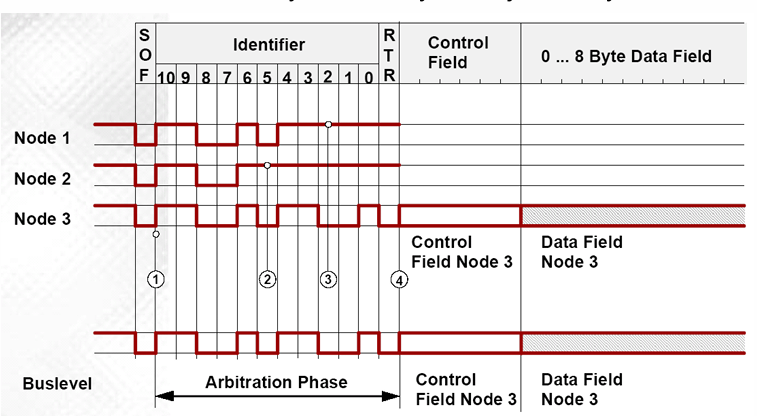 S
O
F
Identifier
R
T
R
Control
Field
0 ... 8 Byte Data Field
10 9 8 7 6 5 4 3 2 1 0
Node 1
Node 2
Node 3
Control
Field Node 3
Data Field
Node 3
1
2
3
4
Buslevel
Arbitration Phase
Control
Field Node 3
Data Field
Node 3